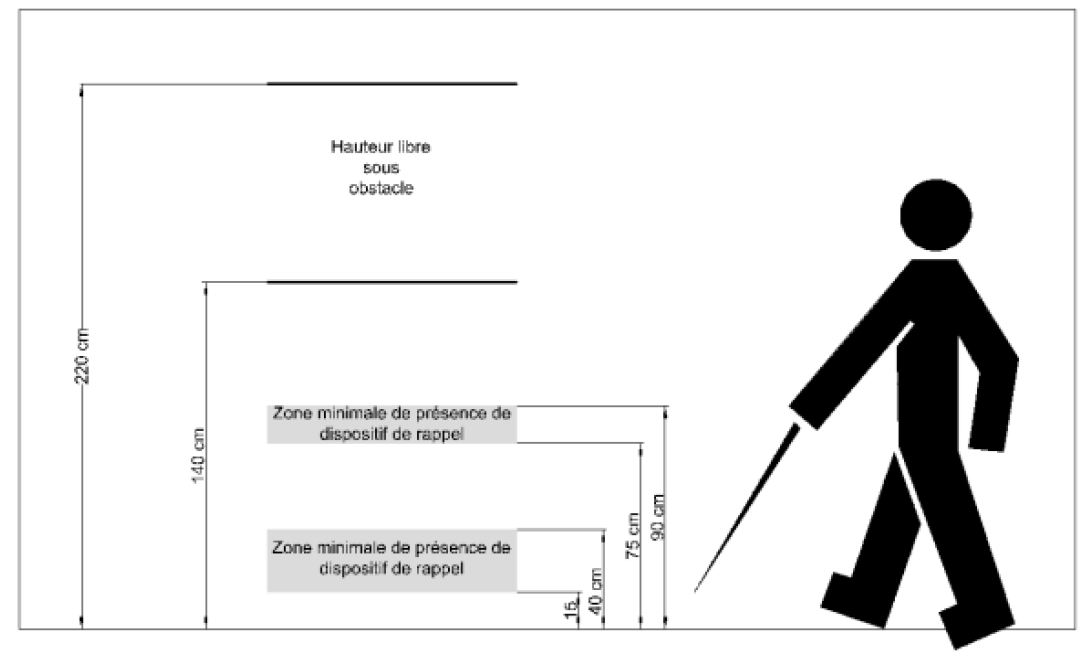 Hauteur libre
sous
obstacle
220 cm
140 cm
Zone minimale de présence de
dispositif de rappel
90 cm
75 cm
Zone minimale de présence de
dispositif de rappel
40 cm
15